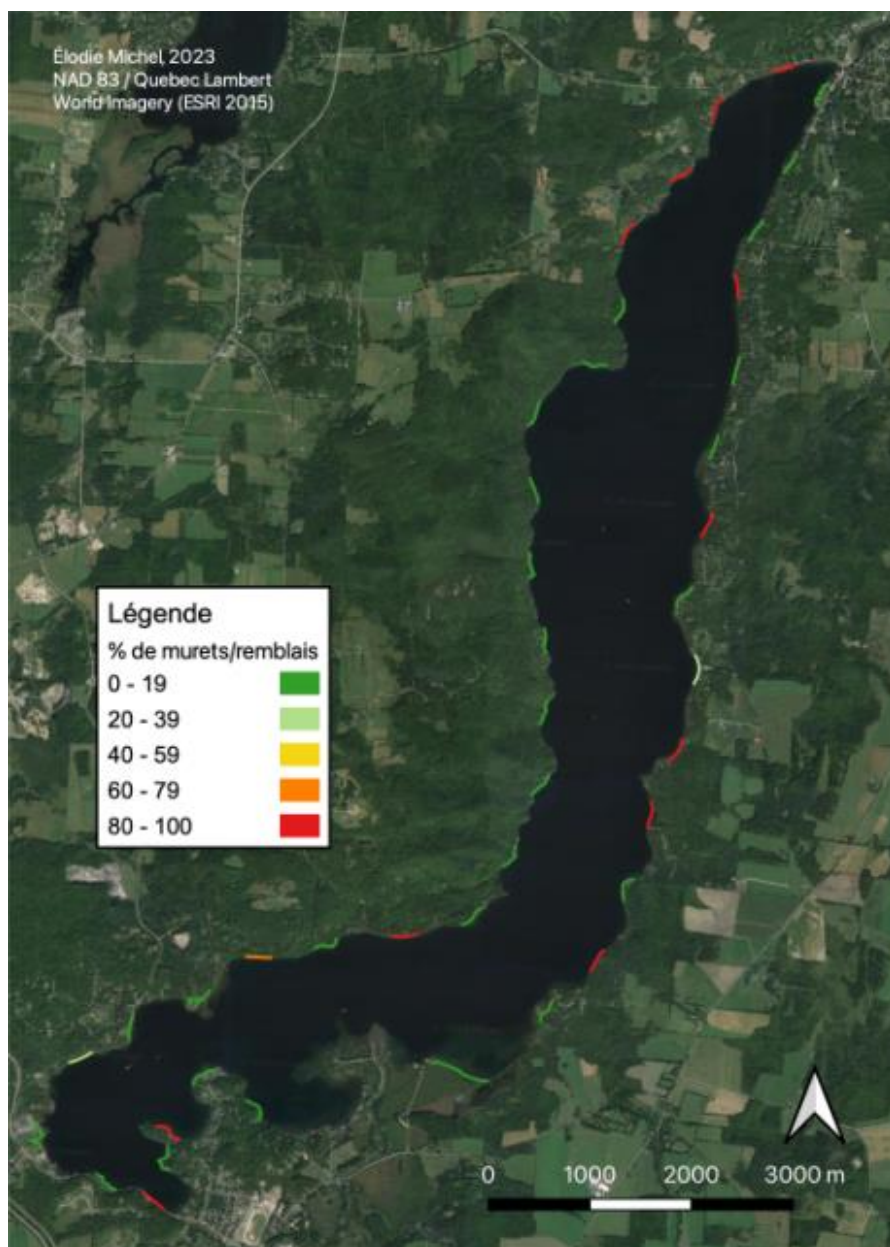 Élodie Michel, 2023
NAD 83 / Quebec Lambert
World Imagery (ESRI 2015)
Légende
% de murets/remblais
0 - 19
20 - 39
40 - 59
60 - 79
80 - 100
0 1000 2000 3000 m